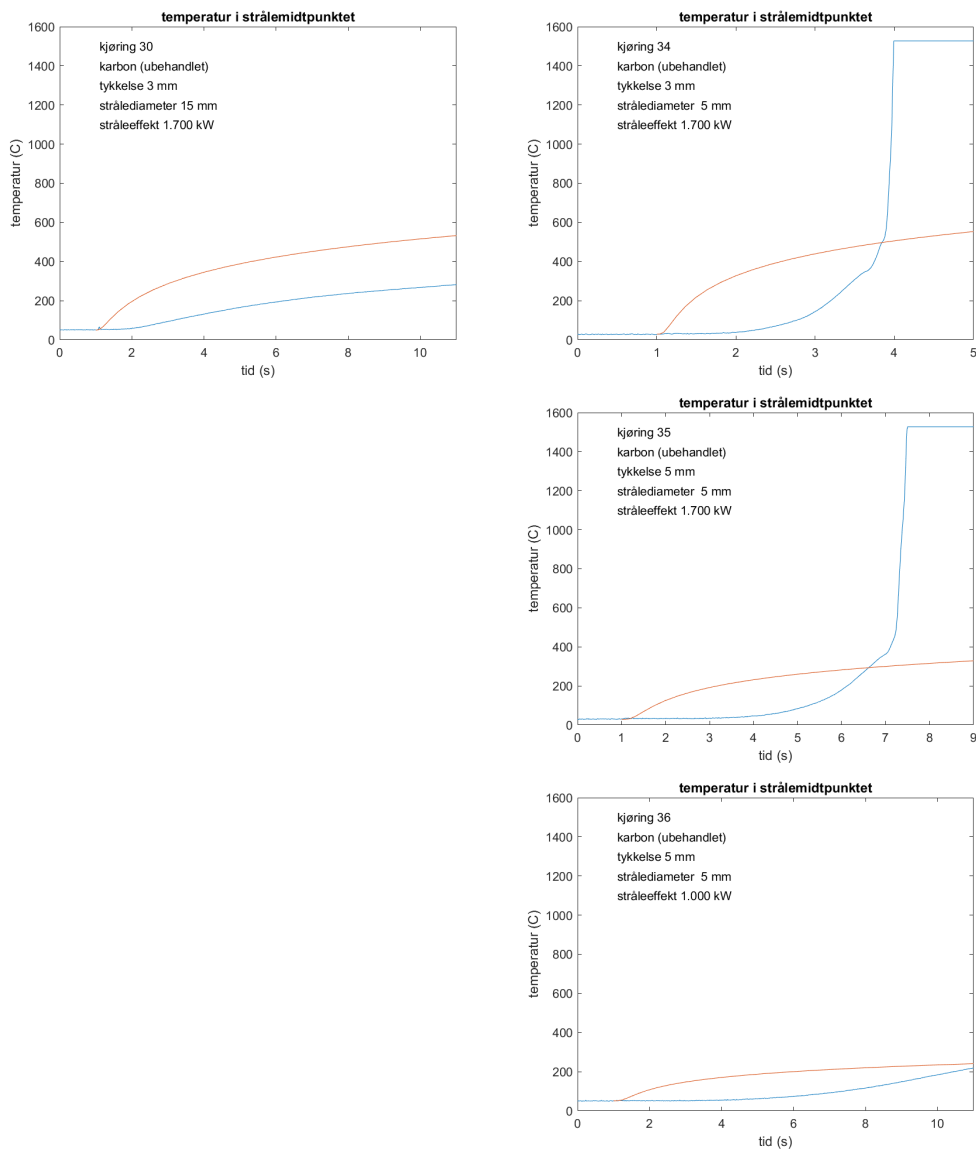 temperatur i strålemidtpunktet
1600
1400
1200
1000
800
600
400
200
0
temperatur (C)
kjøring 30
karbon (ubehandlet)
tykkelse 3 mm
strålediameter 15 mm
stråleeffekt 1.700 kW
0 2 4 6 8 10
tid (s)
temperatur i strålemidtpunktet
1600
1400
1200
1000
800
600
400
200
0
temperatur (C)
kjøring 34
karbon (ubehandlet)
tykkelse 3 mm
strålediameter 5 mm
stråleeffekt 1.700 kW
0 1 2 3 4 5
tid (s)
temperatur i strålemidtpunktet
1600
1400
1200
1000
800
600
400
200
0
temperatur (C)
kjøring 35
karbon (ubehandlet)
tykkelse 5 mm
strålediameter 5 mm
stråleeffekt 1.700 kW
0 1 2 3 4 5 6 7 8 9
tid (s)
temperatur i strålemidtpunktet
1600
1400
1200
1000
800
600
400
200
0
temperatur (C)
kjøring 36
karbon (ubehandlet)
tykkelse 5 mm
strålediameter 5 mm
stråleeffekt 1.000 kW
0 2 4 6 8 10
tid (s)